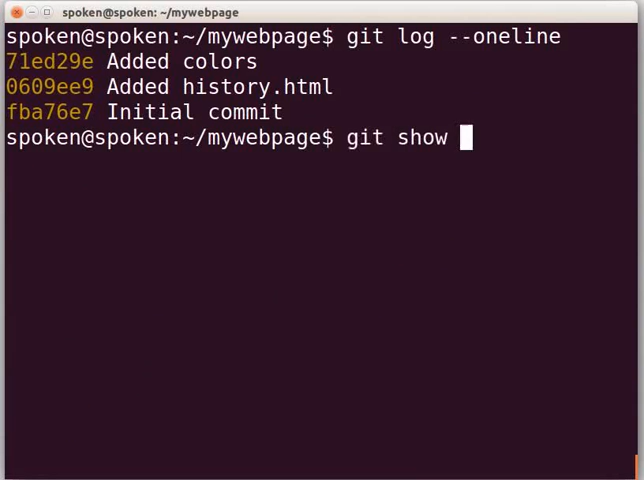 spoken@spoken: ~/mywebpage
spoken@spoken:~/mywebpage$ git log --oneline
71ed29e Added colors
0609ee9 Added history.html
fba76e7 Initial commit
spoken@spoken:~/mywebpage$ git show